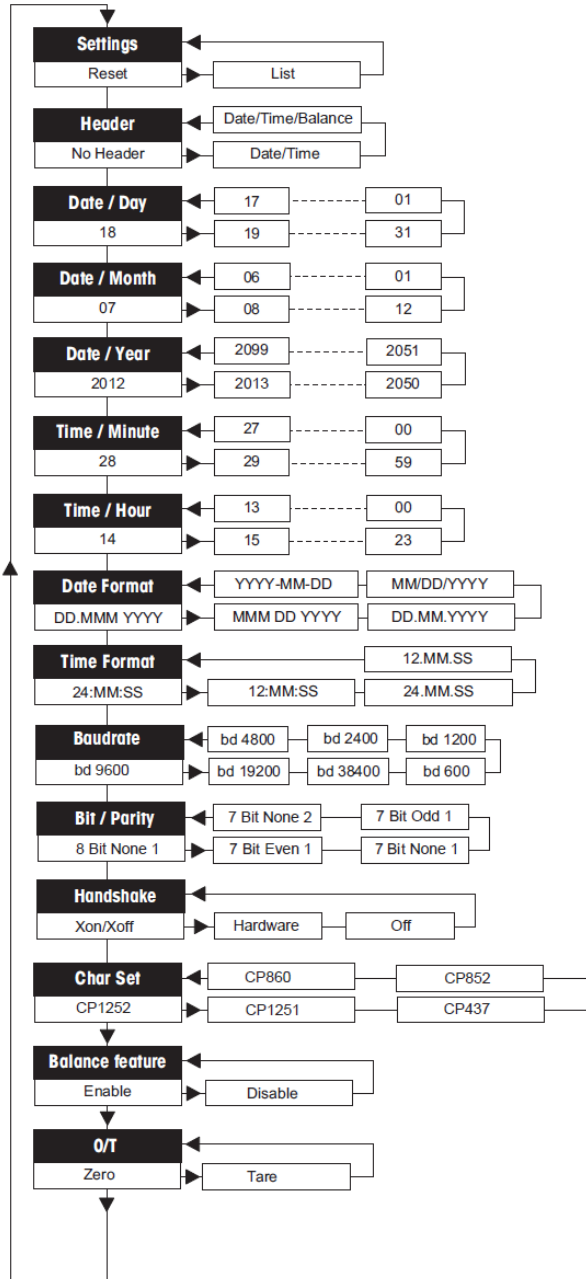 Settings
Reset List
Header Date/Time/Balance
No Header Date/Time
Date / Day 17 01
18 19 31
Date / Month 06 01
07 08 12
Date / Year 2099 2051
2012 2013 2050
Time / Minute 27 00
28 29 59
Time / Hour 13 00
14 15 23
Date Format YYYY-MM-DD MM/DD/YYYY
DD.MMM YYYY MMM DD YYYY DD.MM.YYYY
Time Format 12.MM.SS
24:MM:SS 12:MM:SS 24.MM.SS
Baudrate bd 4800 bd 2400 bd 1200
bd 9600 bd 19200 bd 38400 bd 600
Bit / Parity 7 Bit None 2 7 Bit Odd 1
8 Bit None 1 7 Bit Even 1 7 Bit None 1
Handshake
Xon/Xoff Hardware Off
Char Set CP860 CP852
CP1252 CP1251 CP437
Balance feature
Enable Disable
O/T
Zero Tare